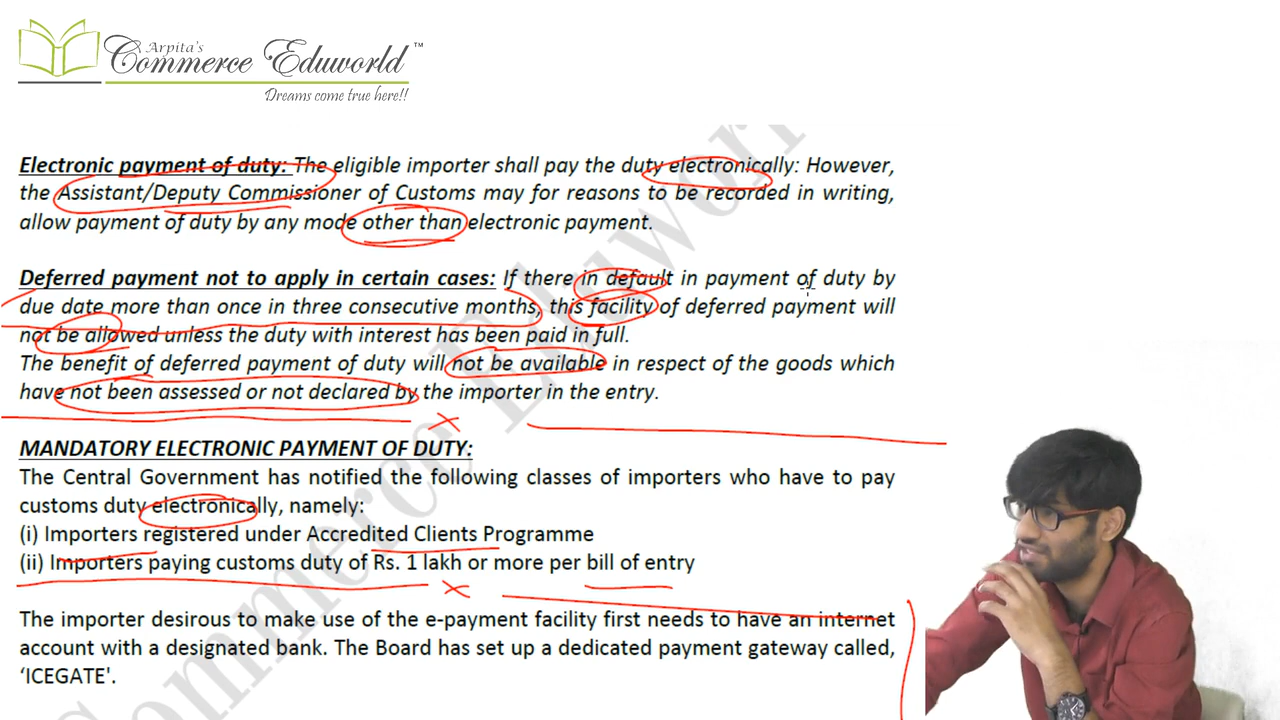 Arpita's
Commerce Eduworld™
Dreams come true here!!
Electronic payment of duty: The eligible importer shall pay the duty electronically: However,
the Assistant/Deputy Commissioner of Customs may for reasons to be recorded in writing,
allow payment of duty by any mode other than electronic payment.
Deferred payment not to apply in certain cases: If there in default in payment of duty by
due date more than once in three consecutive months, this facility of deferred payment will
not be allowed unless the duty with interest has been paid in full.
The benefit of deferred payment of duty will not be available in respect of the goods which
have not been assessed or not declared by the importer in the entry.
MANDATORY ELECTRONIC PAYMENT OF DUTY:
The Central Government has notified the following classes of importers who have to pay
customs duty electronically, namely:
(i) Importers registered under Accredited Clients Programme
(ii) Importers paying customs duty of Rs. 1 lakh or more per bill of entry
The importer desirous to make use of the e-payment facility first needs to have an internet
account with a designated bank. The Board has set up a dedicated payment gateway called,
‘ICEGATE'.
Commerce Eduwor